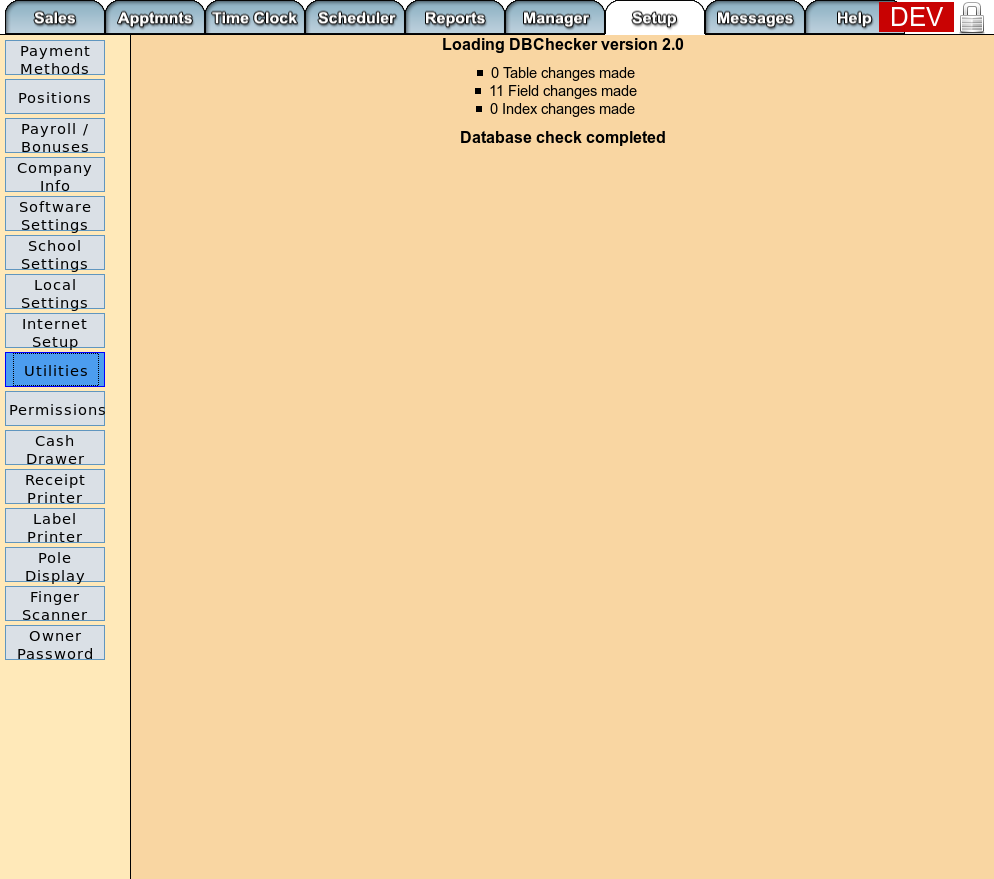 Sales Apptmnts Time Clock Scheduler Reports Manager Setup Messages Help DEV
Payment
Methods
Positions
Payroll /
Bonuses
Company
Info
Software
Settings
School
Settings
Local
Settings
Internet
Setup
Utilities
Permissions
Cash
Drawer
Receipt
Printer
Label
Printer
Pole
Display
Finger
Scanner
Owner
Password
Loading DBChecker version 2.0
0 Table changes made
11 Field changes made
0 Index changes made
Database check completed